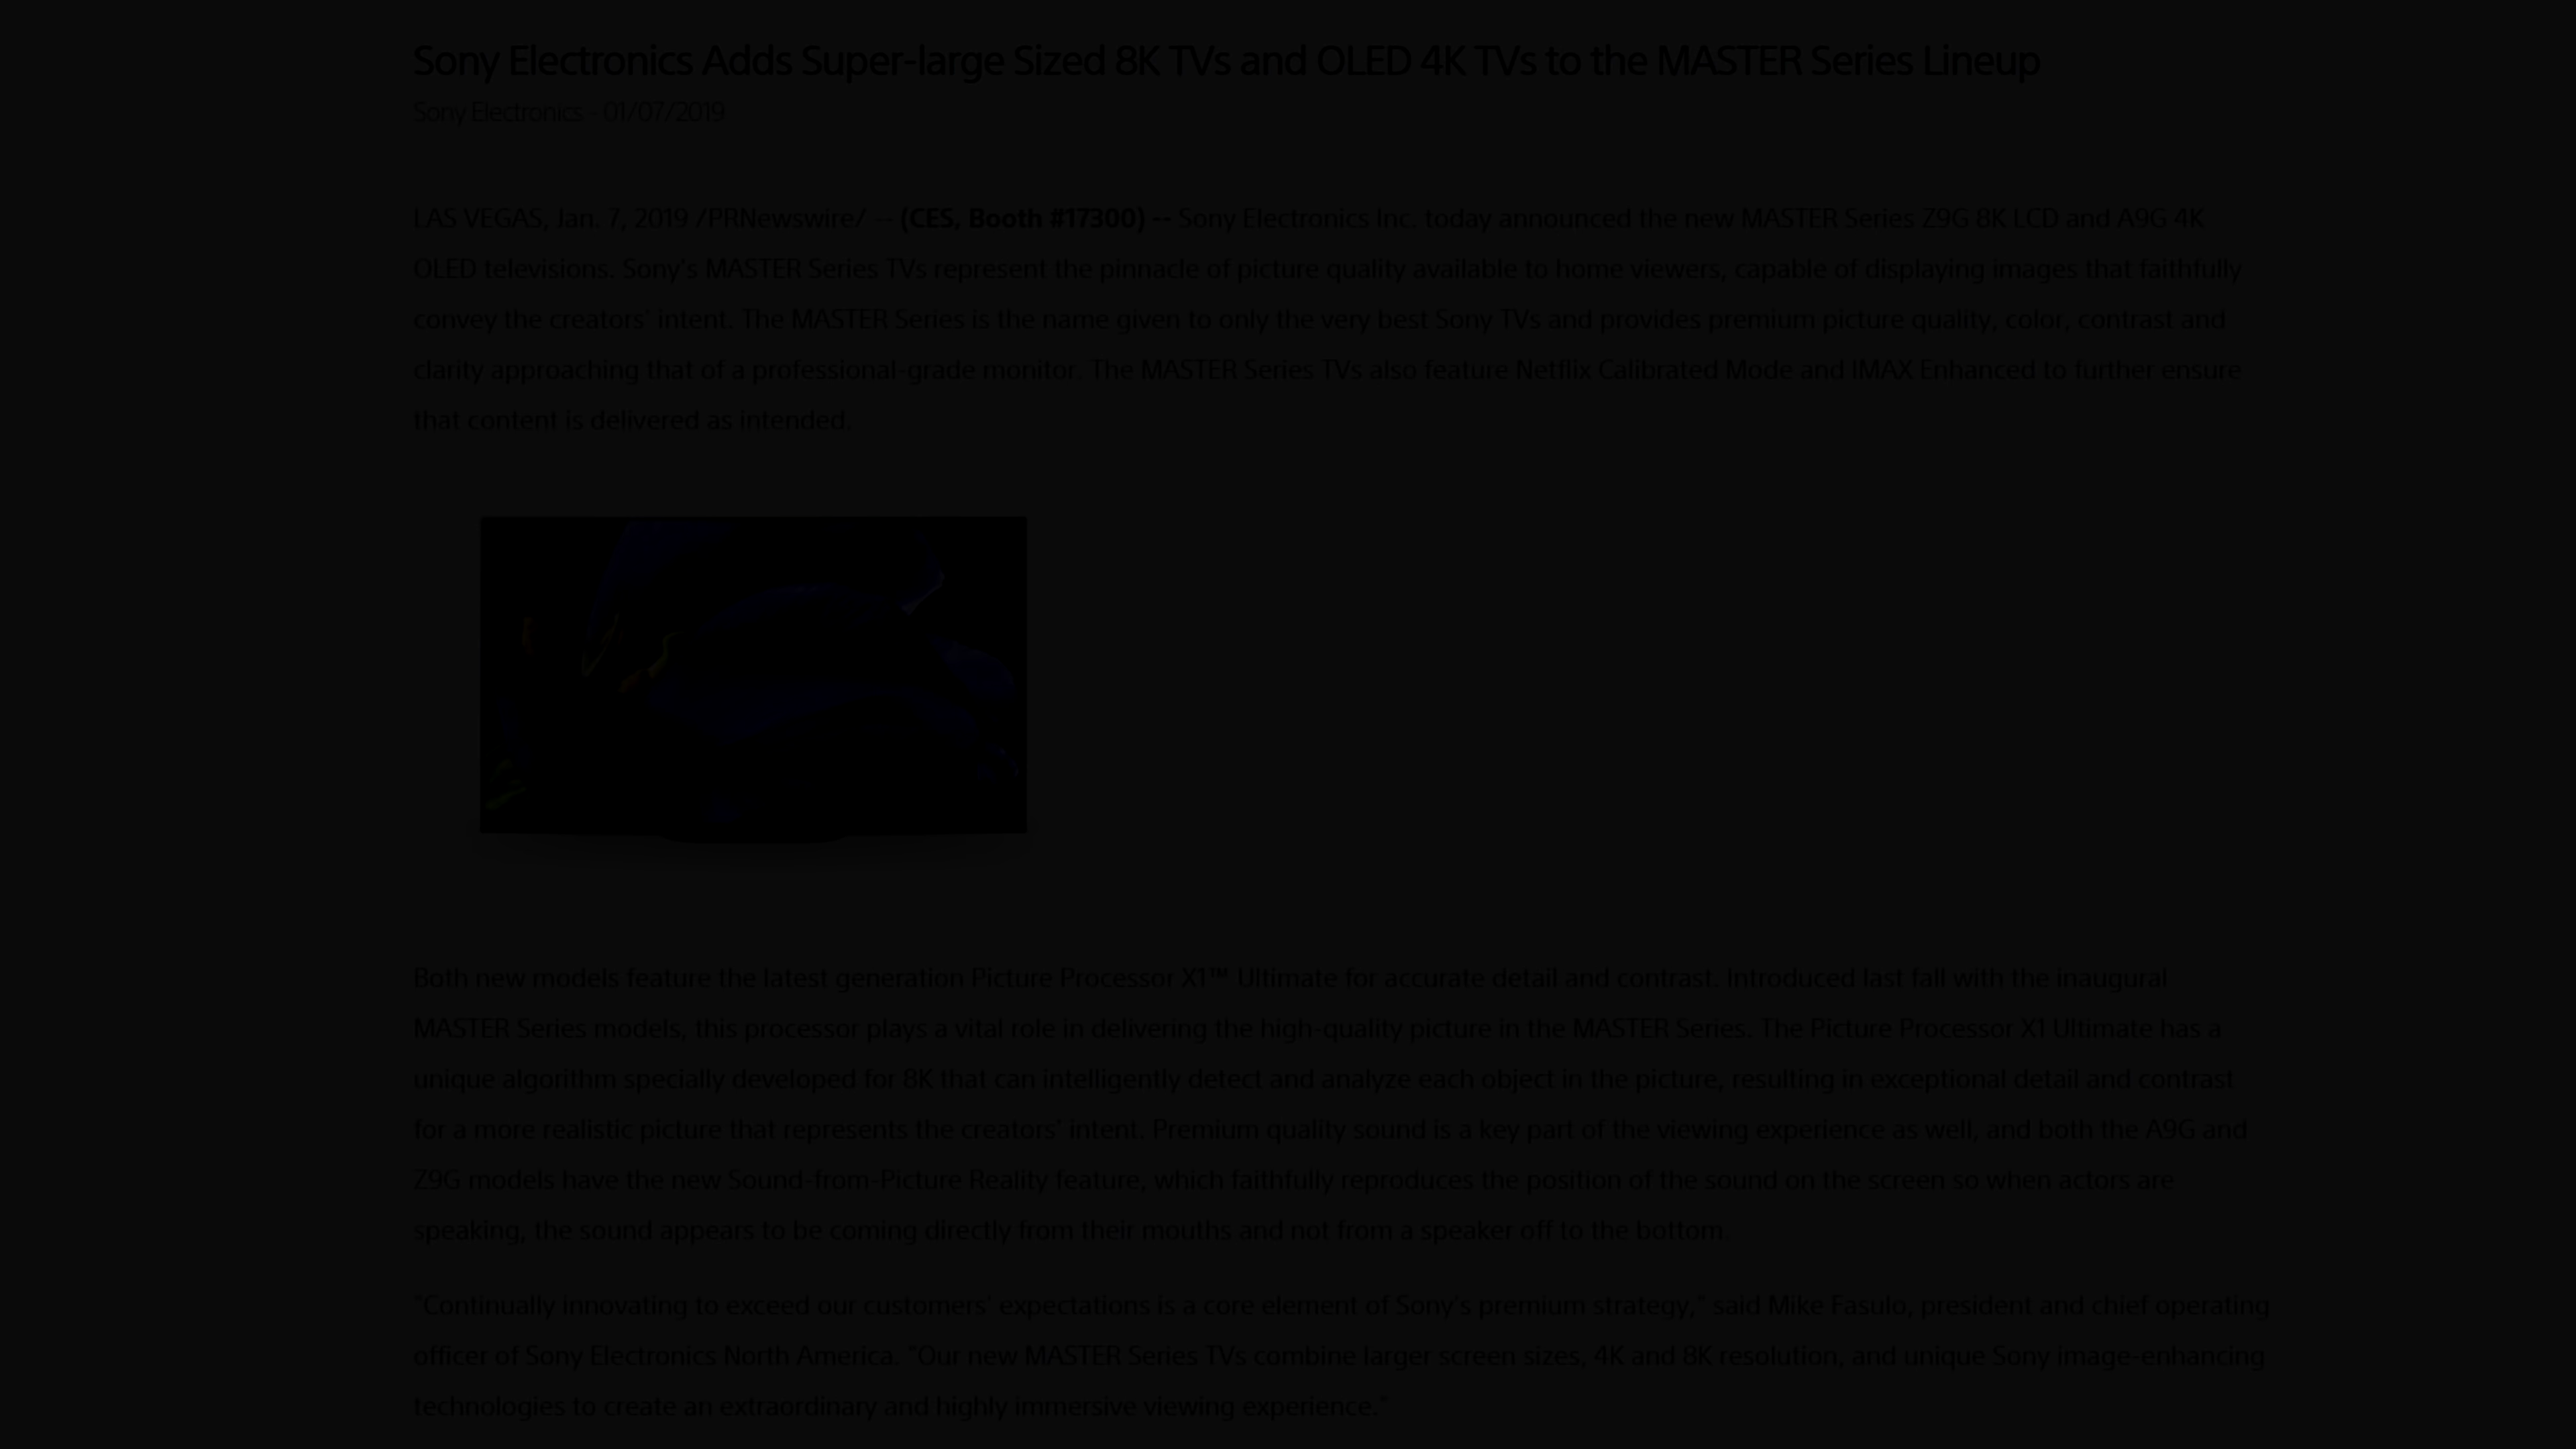 Sony Electronics Adds Super-large Sized 8K TVs and OLED 4K TVs to the MASTER Series Lineup
Sony Electronics - 01/07/2019
LAS VEGAS, Jan. 7, 2019 /PRNewswire/ -- (CES, Booth #17300) -- Sony Electronics Inc. today announced the new MASTER Series Z9G 8K LCD and A9G 4K
OLED televisions. Sony's MASTER Series TVs represent the pinnacle of picture quality available to home viewers, capable of displaying images that faithfully
convey the creators' intent. The MASTER Series is the name given to only the very best Sony TVs and provides premium picture quality, color, contrast and
clarity approaching that of a professional-grade monitor. The MASTER Series TVs also feature Netflix Calibrated Mode and IMAX Enhanced to further ensure
that content is delivered as intended.
Both new models feature the latest generation Picture Processor X1™ Ultimate for accurate detail and contrast. Introduced last fall with the inaugural
MASTER Series models, this processor plays a vital role in delivering the high-quality picture in the MASTER Series. The Picture Processor X1 Ultimate has a
unique algorithm specially developed for 8K that can intelligently detect and analyze each object in the picture, resulting in exceptional detail and contrast
for a more realistic picture that represents the creators' intent. Premium quality sound is a key part of the viewing experience as well, and both the A9G and
Z9G models have the new Sound-from-Picture Reality feature, which faithfully reproduces the position of the sound on the screen so when actors are
speaking, the sound appears to be coming directly from their mouths and not from a speaker off to the bottom.
"Continually innovating to exceed our customers' expectations is a core element of Sony's premium strategy," said Mike Fasulo, president and chief operating
officer of Sony Electronics North America. "Our new MASTER Series TVs combine larger screen sizes, 4K and 8K resolution, and unique Sony image-enhancing
technologies to create an extraordinary and highly immersive viewing experience."